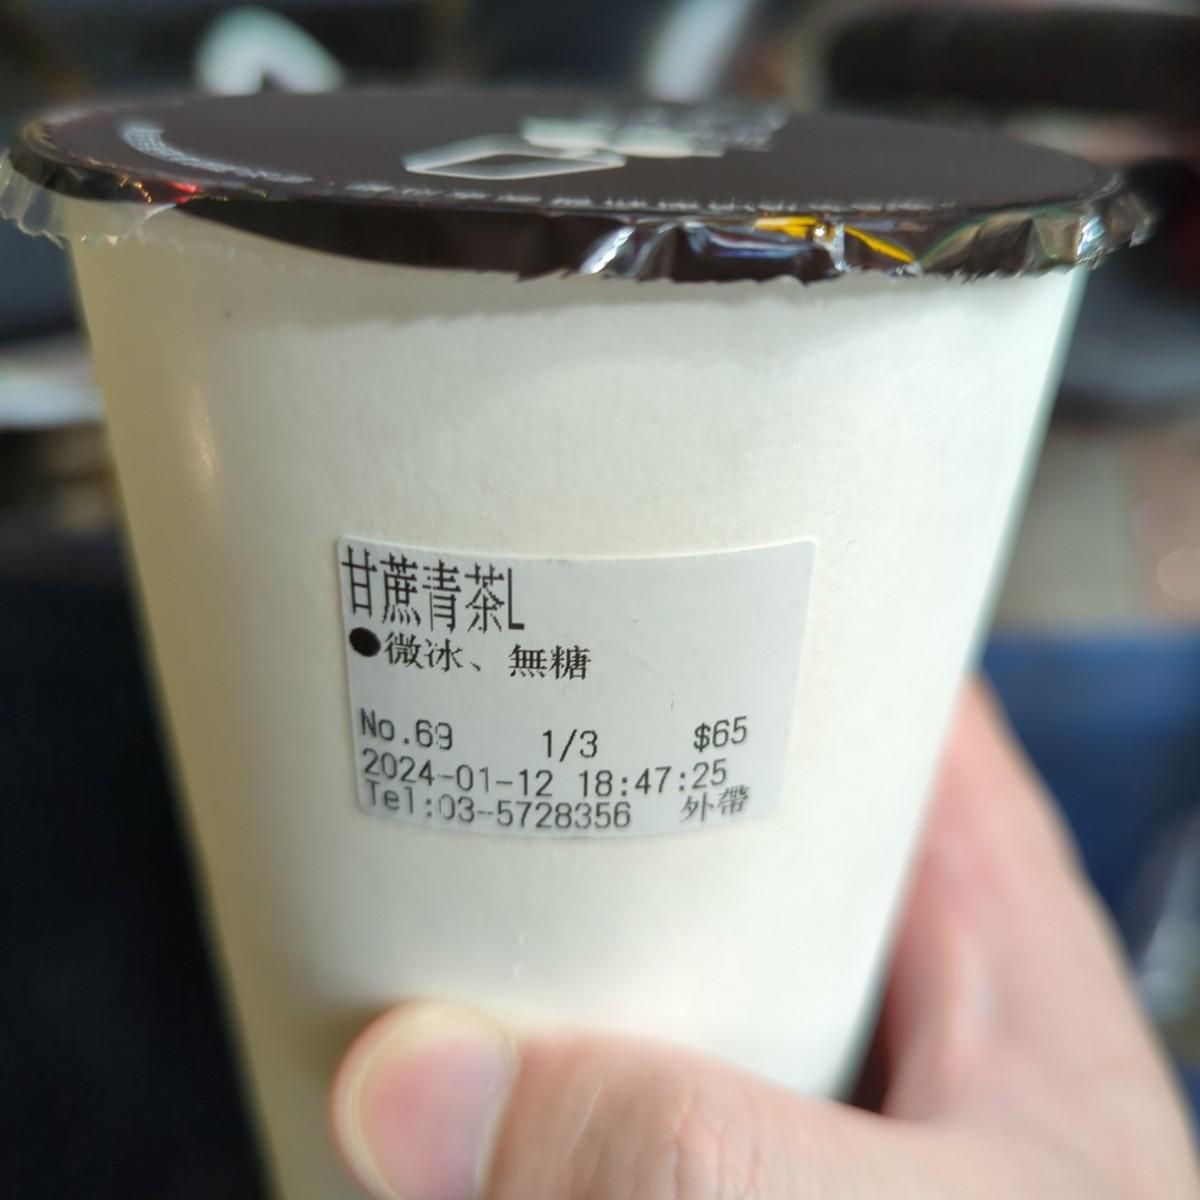 甘蔗青茶L
●微冰、無糖
No.69 1/3 $65
2024-01-12 18:47:25
Tel:03-5728356 外帶